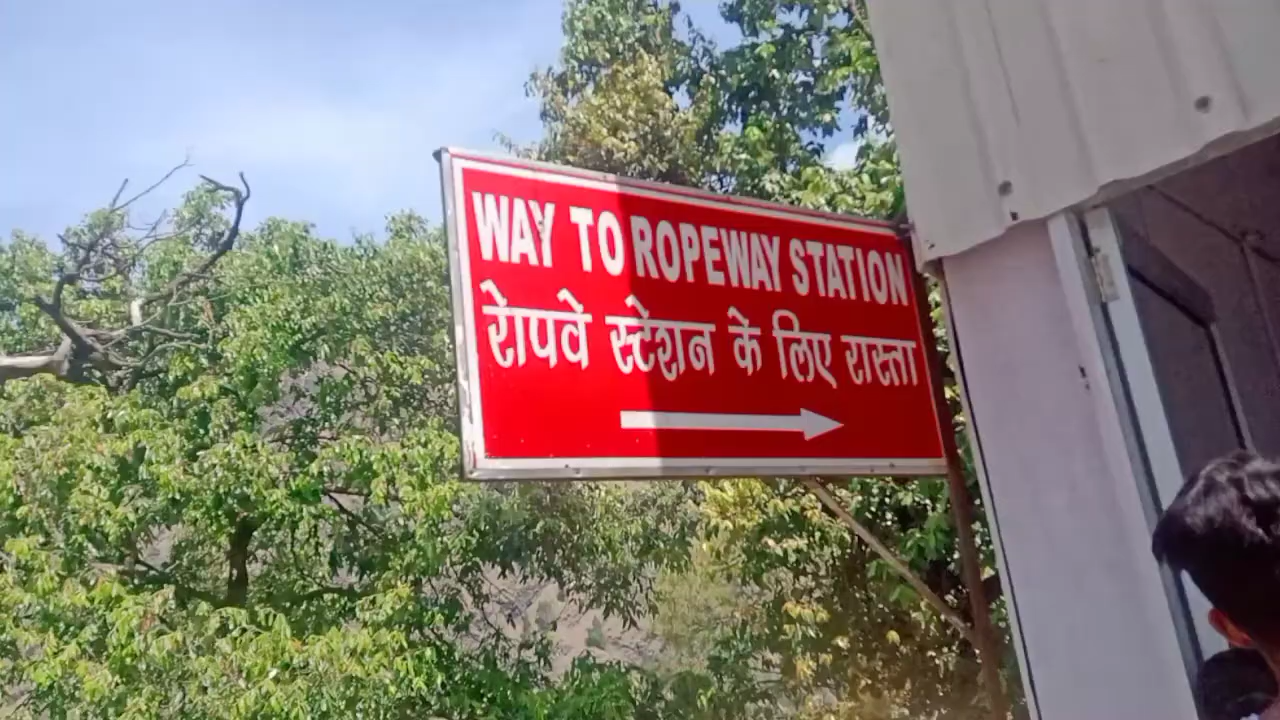 WAY TO ROPEWAY STATION
रोपवे स्टेशन के लिए रास्ता